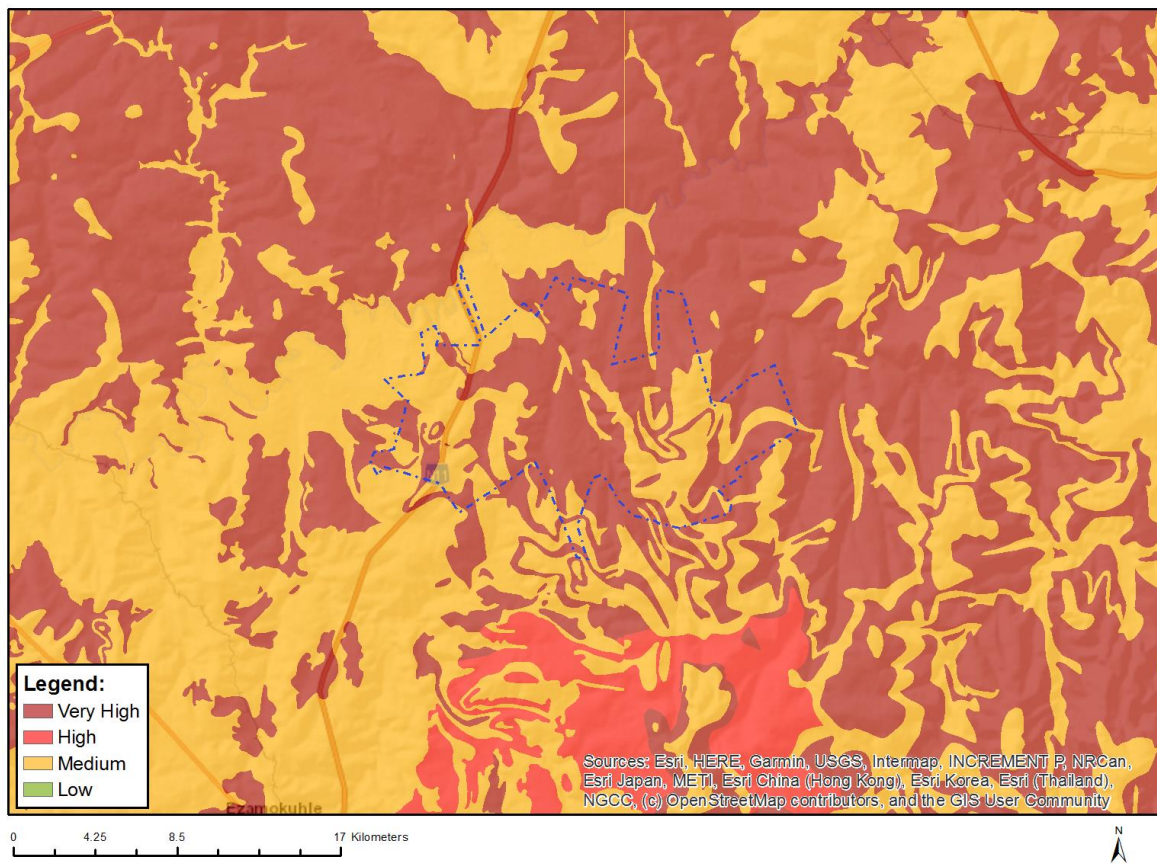 Legend:
Very High
High
Medium
Low
Sources: Esri, HERE, Garmin, USGS, Intermap, INCREMENT P, NRCan,
Esri Japan, METI, Esri China (Hong Kong), Esri Korea, Esri (Thailand),
NGCC, (c) OpenStreetMap contributors, and the GIS User Community
Ezamokuhle
0 4.25 8.5 17 Kilometers
N